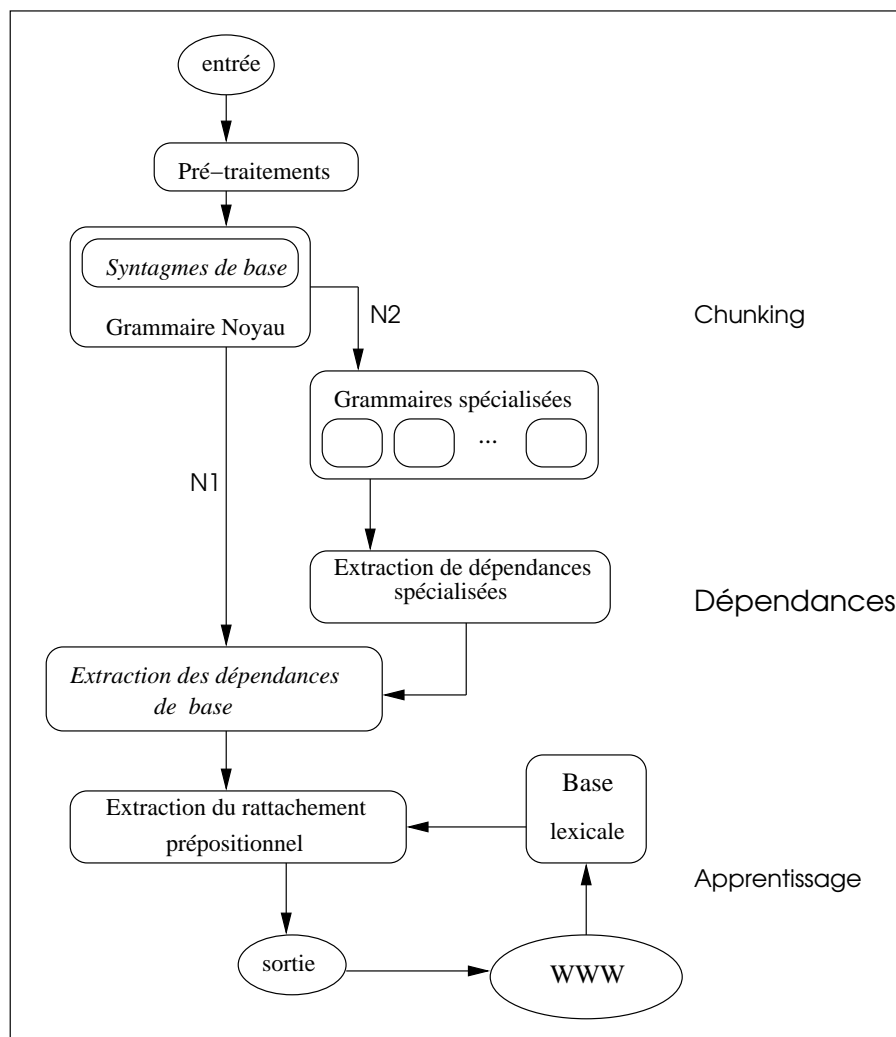 entrée
Pré−traitements
Syntagmes de base
Grammaire Noyau
N2
Chunking
Grammaires spécialisées
...
N1
Extraction de dépendances
spécialisées
Dépendances
Extraction des dépendances
de base
Base
lexicale
Extraction du rattachement
prépositionnel
Apprentissage
sortie
WWW